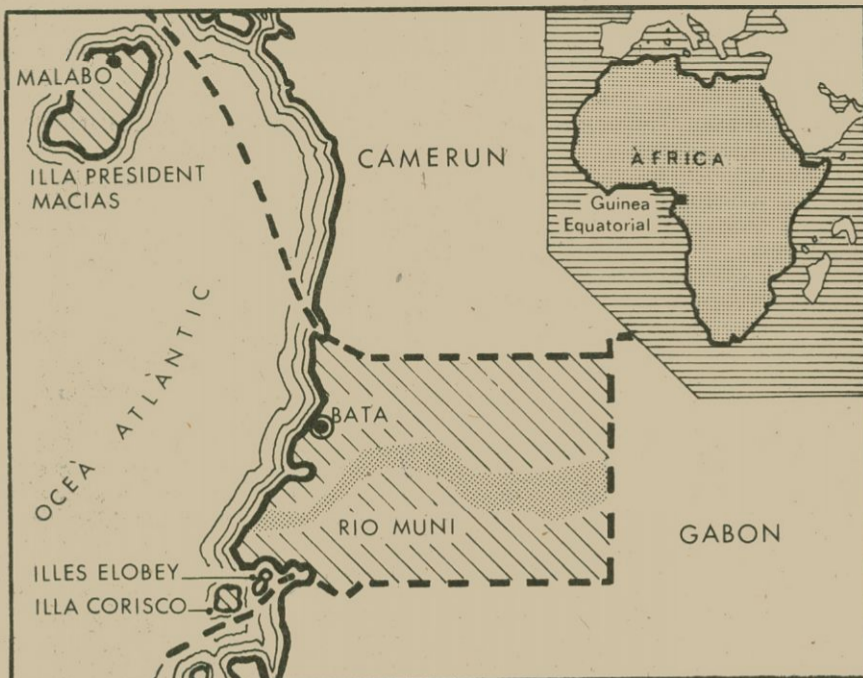 MALABO
ILLA PRESIDENT
MACIAS
CAMERUN
ÀFRICA
Guinea
Equatorial
OCEÀ ATLÀNTIC
BATA
RIO MUNI
GABON
ILLES ELOBEY
ILLA CORISCO